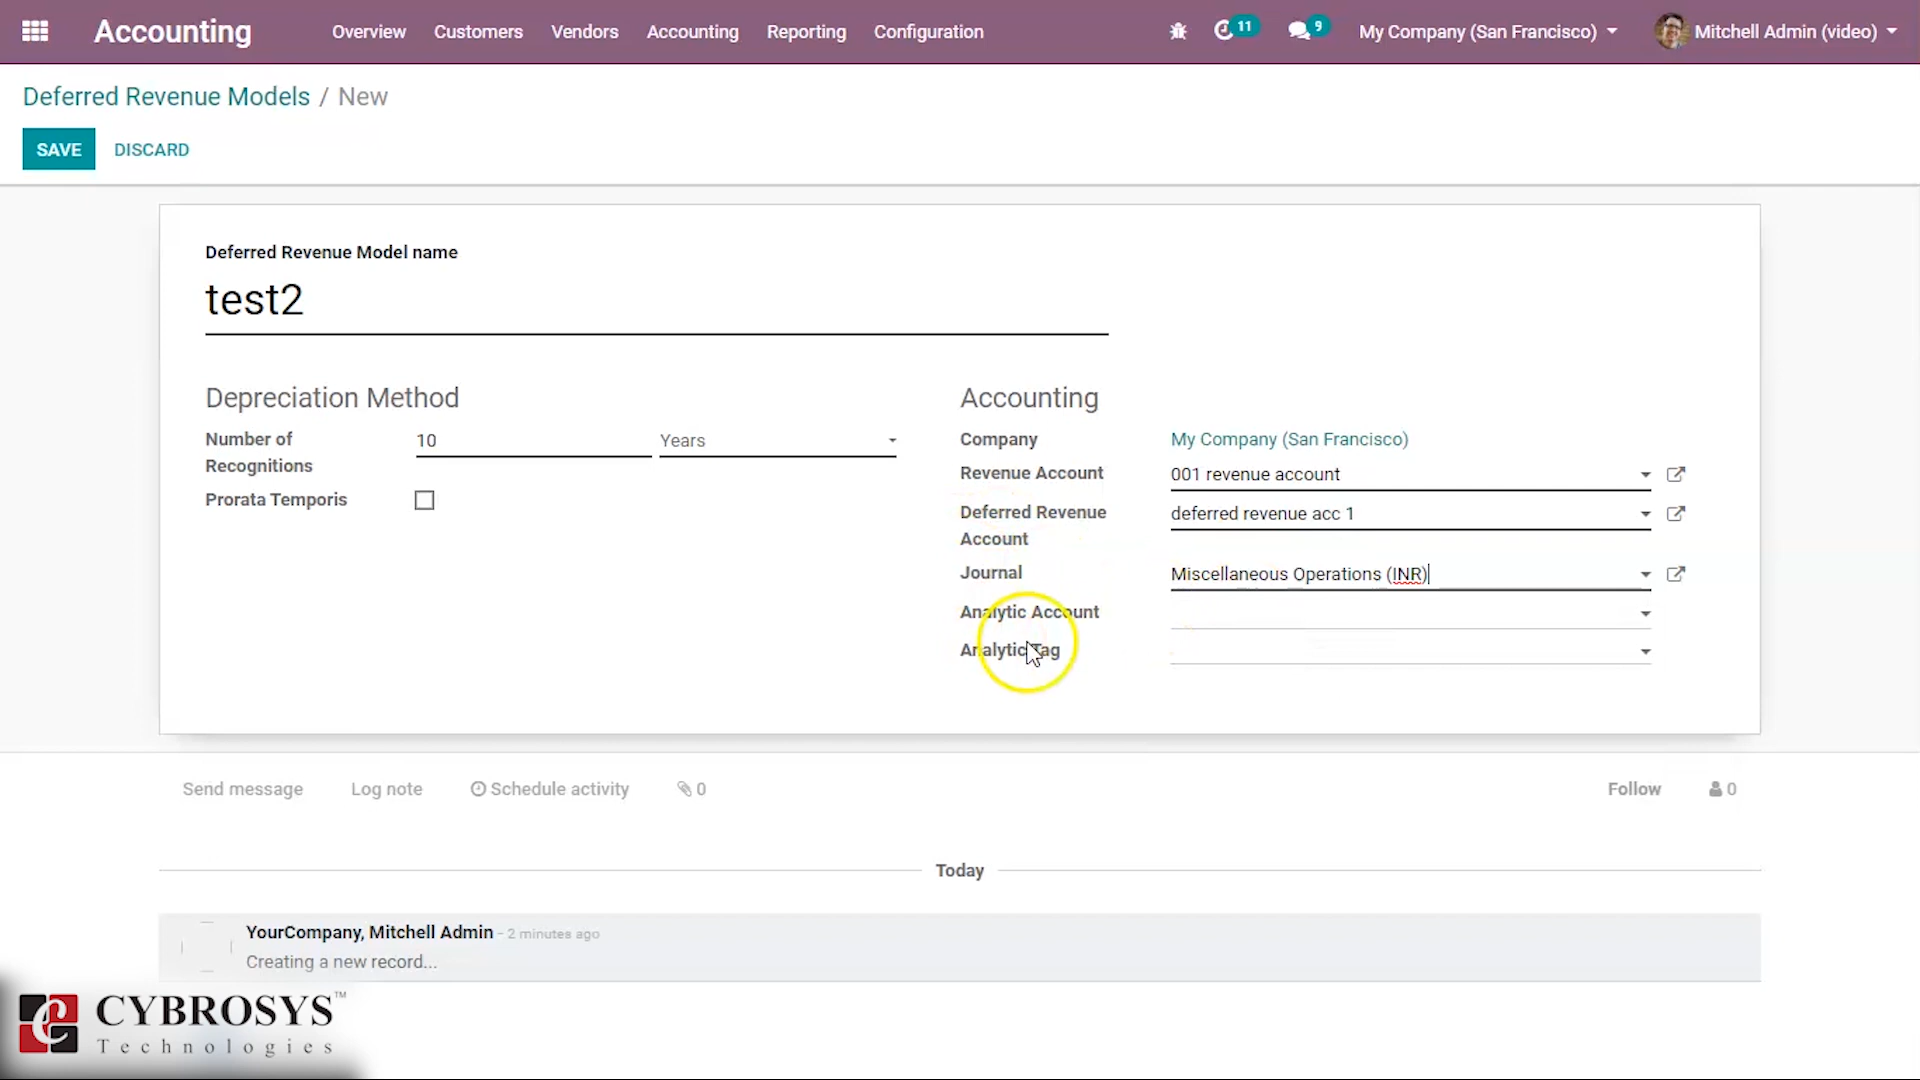 Accounting Overview Customers Vendors Accounting Reporting Configuration 11 9 My Company (San Francisco) Mitchell Admin (video)
Deferred Revenue Models / New
SAVE DISCARD
Deferred Revenue Model name
test2
Depreciation Method
Number of Recognitions 10 Years
Prorata Temporis
Accounting
Company My Company (San Francisco)
Revenue Account 001 revenue account
Deferred Revenue Account deferred revenue acc 1
Journal Miscellaneous Operations (INR)
Analytic Account
Analytic Tag
Send message Log note Schedule activity 0 Follow 0
Today
YourCompany, Mitchell Admin - 2 minutes ago
Creating a new record...
CYBROSYS™
Technologies